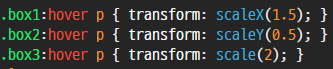 .box1:hover p { transform: scaleX(1.5); }
.box2:hover p { transform: scaleY(0.5); }
.box3:hover p { transform: scale(2); }